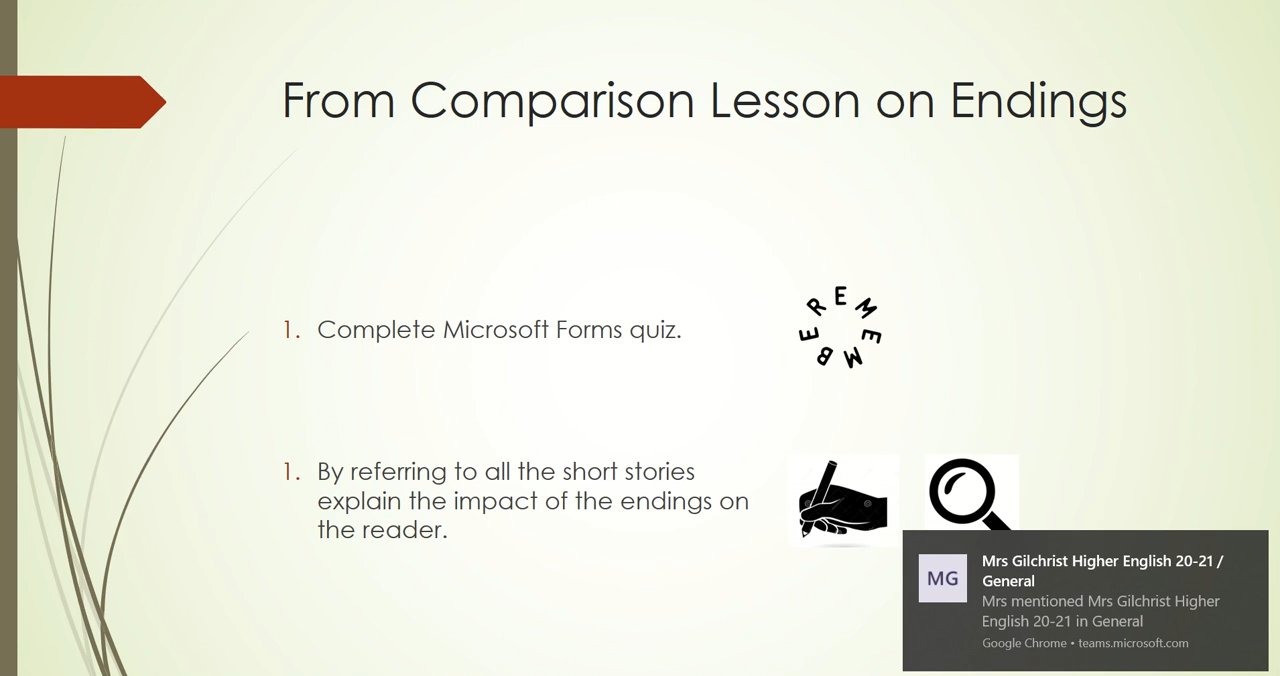 From Comparison Lesson on Endings
1. Complete Microsoft Forms quiz.
REMEMBER
1. By referring to all the short stories
explain the impact of the endings on
the reader.
MG
Mrs Gilchrist Higher English 20-21 /
General
Mrs mentioned Mrs Gilchrist Higher
English 20-21 in General
Google Chrome • teams.microsoft.com